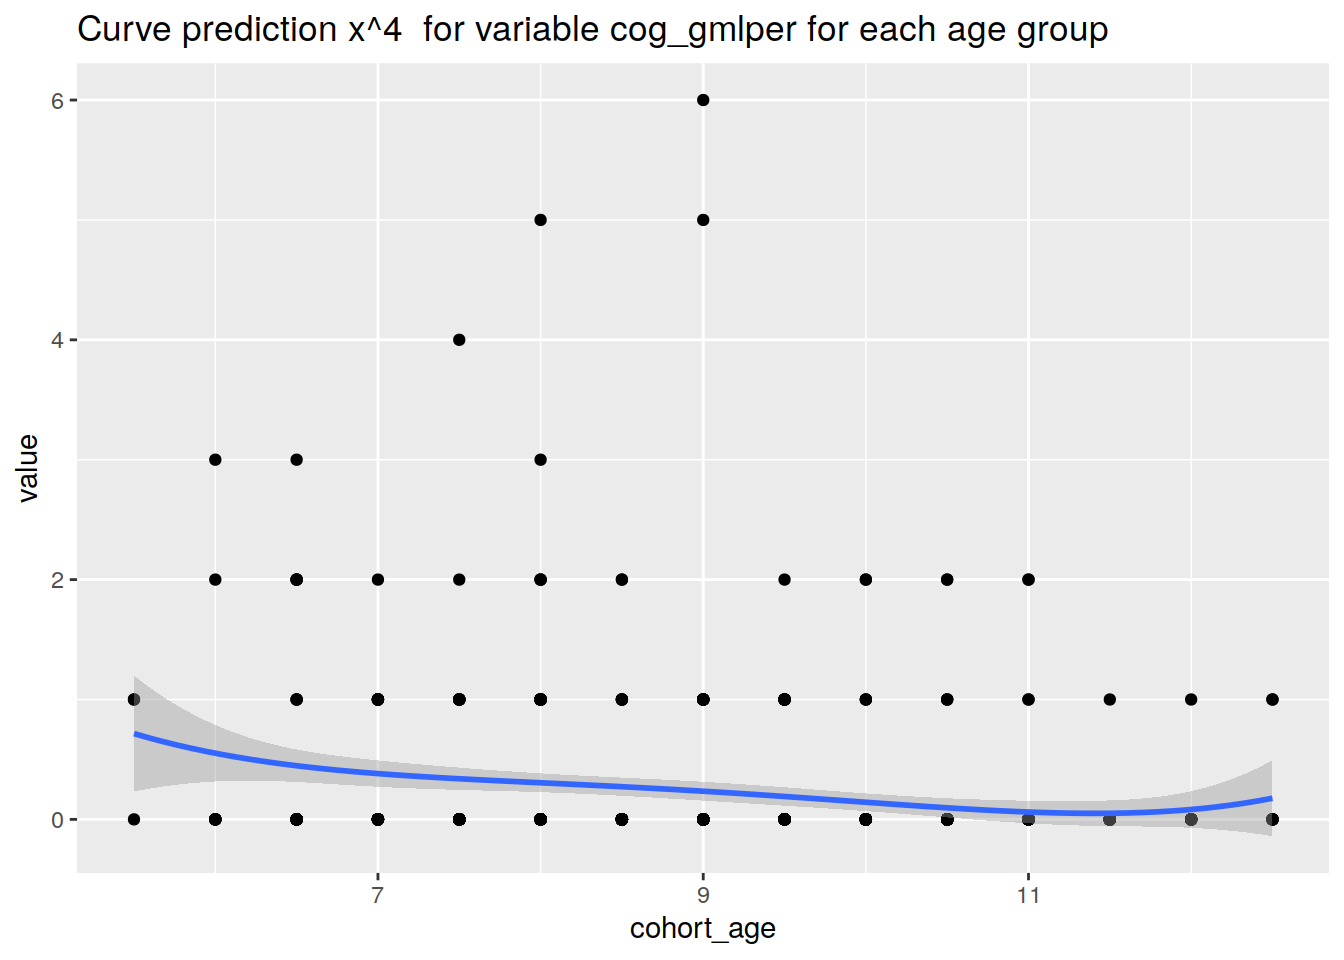 Curve prediction x^4  for variable cog_gmlper for each age group
6
4
2
0
value
7
9
11
cohort_age